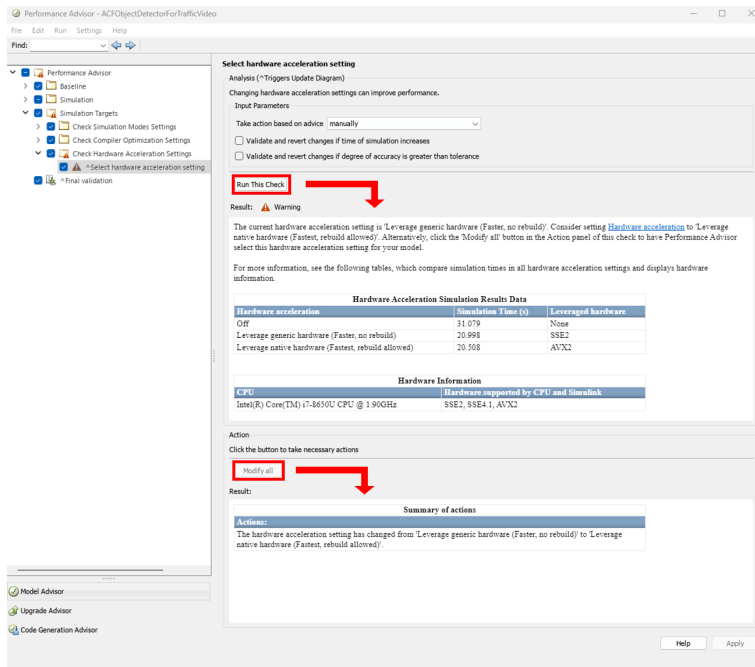 Performance Advisor - ACFObjectDetectorForTrafficVideo
File Edit Run Settings Help
Find:
Performance Advisor
Baseline
Simulation
Simulation Targets
Check Simulation Modes Settings
Check Compiler Optimization Settings
Check Hardware Acceleration Settings
^Select hardware acceleration setting
^Final validation
Model Advisor
Upgrade Advisor
Code Generation Advisor
Select hardware acceleration setting
Analysis (^Triggers Update Diagram)
Changing hardware acceleration settings can improve performance.
Input Parameters
Take action based on advice manually
Validate and revert changes if time of simulation increases
Validate and revert changes if degree of accuracy is greater than tolerance
Run This Check
Result: Warning
The current hardware acceleration setting is 'Leverage generic hardware (Faster, no rebuild)'. Consider setting Hardware acceleration to 'Leverage
native hardware (Fastest, rebuild allowed)'. Alternatively, click the 'Modify all' button in the Action panel of this check to have Performance Advisor
select this hardware acceleration setting for your model.
For more information, see the following tables, which compare simulation times in all hardware acceleration settings and displays hardware
information.
Hardware Acceleration Simulation Results Data
Hardware acceleration Simulation Time (s) Leveraged hardware
Off 31.079 None
Leverage generic hardware (Faster, no rebuild) 20.998 SSE2
Leverage native hardware (Fastest, rebuild allowed) 20.508 AVX2
Hardware Information
CPU Hardware supported by CPU and Simulink
Intel(R) Core(TM) i7-8650U CPU @ 1.90GHz SSE2, SSE4.1, AVX2
Action
Click the button to take necessary actions
Modify all
Result:
Summary of actions
Actions:
The hardware acceleration setting has changed from 'Leverage generic hardware (Faster, no rebuild)' to 'Leverage
native hardware (Fastest, rebuild allowed)'.
Help Apply